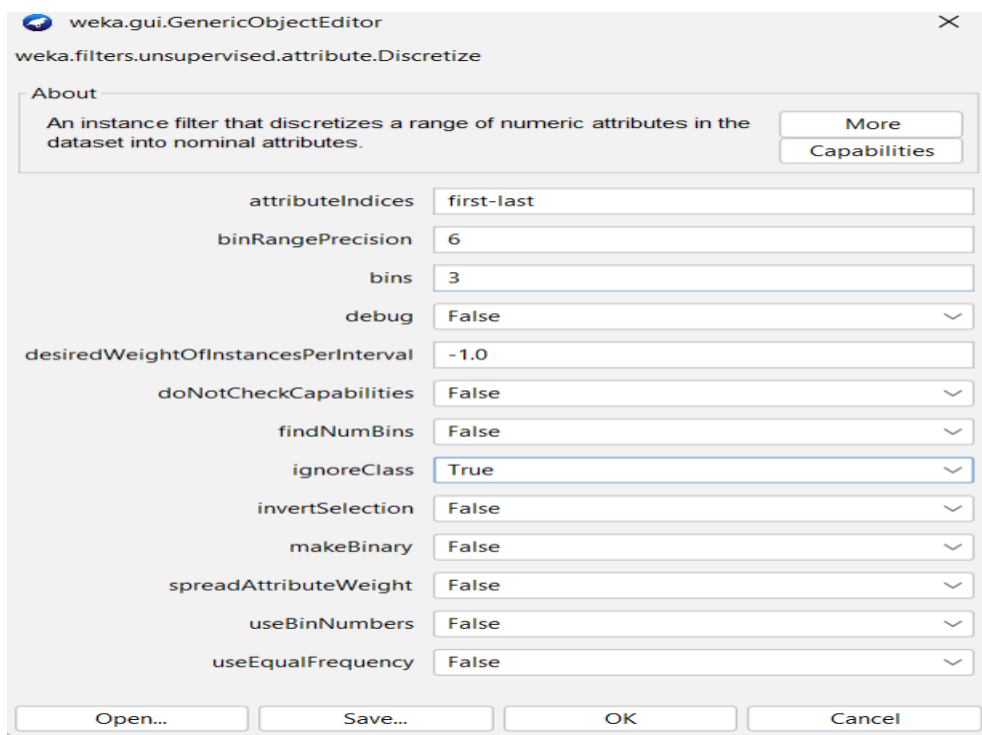 weka.gui.GenericObjectEditor
weka.filters.unsupervised.attribute.Discretize
About
An instance filter that discretizes a range of numeric attributes in the
dataset into nominal attributes.
More
Capabilities
attributeIndices first-last
binRangePrecision 6
bins 3
debug False
desiredWeightOfInstancesPerInterval -1.0
doNotCheckCapabilities False
findNumBins False
ignoreClass True
invertSelection False
makeBinary False
spreadAttributeWeight False
useBinNumbers False
useEqualFrequency False
Open... Save... OK Cancel